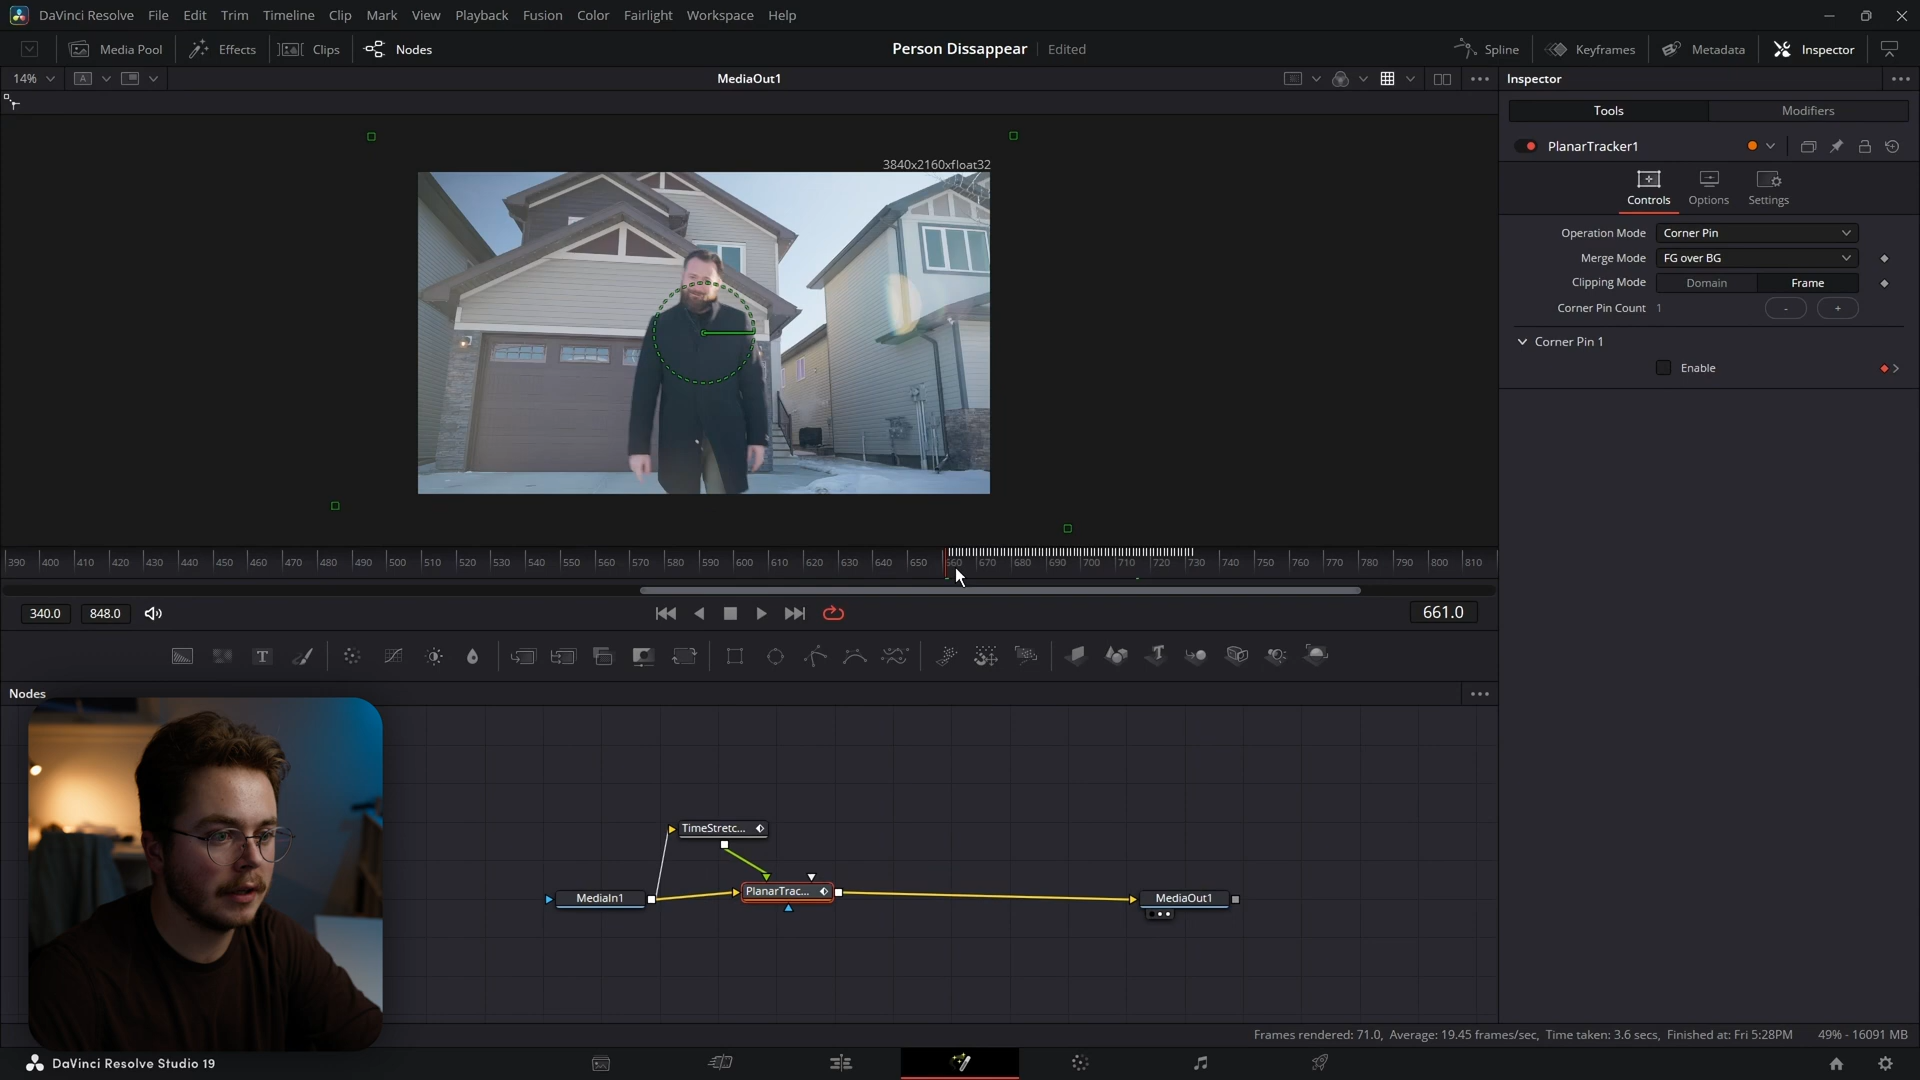 DaVinci Resolve File Edit Trim Timeline Clip Mark View Playback Fusion Color Fairlight Workspace Help
Media Pool Effects Clips Nodes Person Dissappear Edited Spline Keyframes Metadata Inspector
14% A MediaOut1 Inspector
Tools Modifiers
PlanarTracker1
3840x2160xfloat32
Controls Options Settings
Operation Mode Corner Pin
Merge Mode FG over BG
Clipping Mode Domain Frame
Corner Pin Count 1 - +
Corner Pin 1
Enable
390 400 410 420 430 440 450 460 470 480 490 500 510 520 530 540 550 560 570 580 590 600 610 620 630 640 650 660 670 680 690 700 710 720 730 740 750 760 770 780 790 800 810
340.0 848.0 661.0
T
Nodes
TimeStretc...
PlanarTrac...
MediaIn1
MediaOut1
Frames rendered: 71.0, Average: 19.45 frames/sec, Time taken: 3.6 secs, Finished at: Fri 5:28PM 49% - 16091 MB
DaVinci Resolve Studio 19